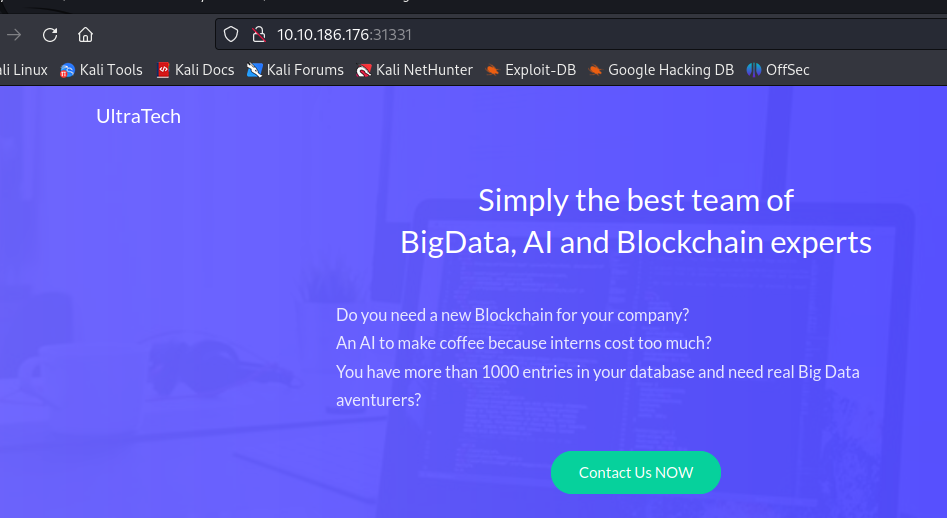 10.10.186.176:31331
ali Linux Kali Tools Kali Docs Kali Forums Kali NetHunter Exploit-DB Google Hacking DB OffSec
UltraTech
Simply the best team of
BigData, AI and Blockchain experts
Do you need a new Blockchain for your company?
An AI to make coffee because interns cost too much?
You have more than 1000 entries in your database and need real Big Data
aventurers?
Contact Us NOW